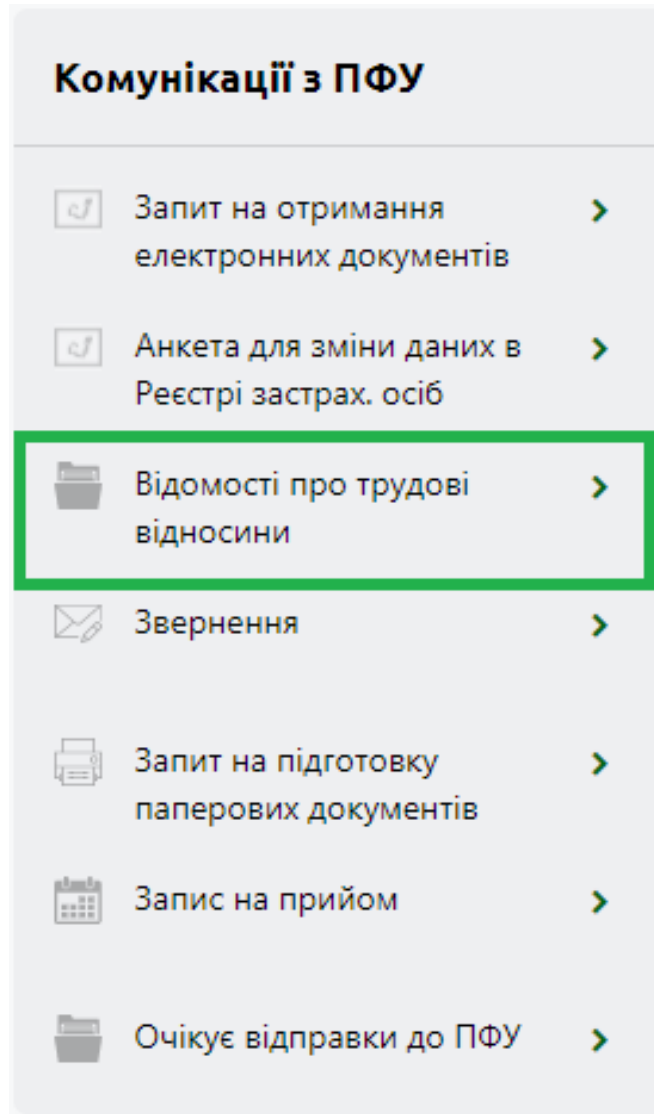 Комунікації з ПФУ
Запит на отримання
електронних документів
Анкета для зміни даних в
Реєстрі застрах. осіб
Відомості про трудові
відносини
Звернення
Запит на підготовку
паперових документів
Запис на прийом
Очікує відправки до ПФУ